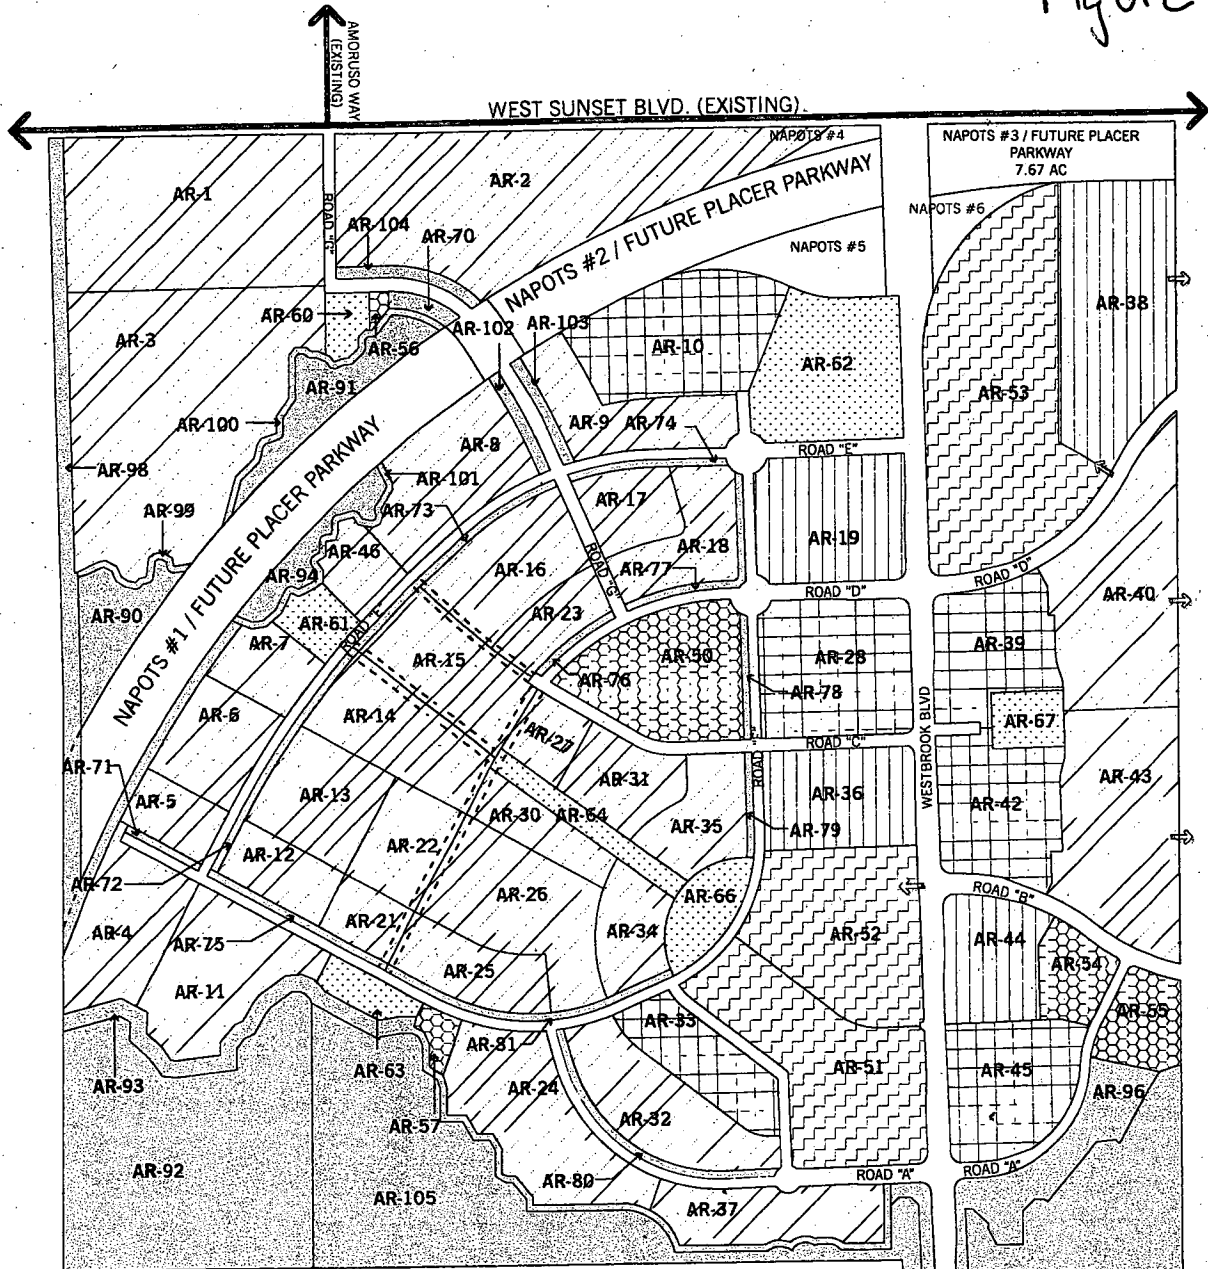 Figure
AMORUSO WAY
(EXISTING)
WEST SUNSET BLVD. (EXISTING)
NAPOTS #4
NAPOTS #3 / FUTURE PLACER
PARKWAY
7.67 AC
AR-1
AR-2
NAPOTS #2 / FUTURE PLACER PARKWAY
NAPOTS #6
ROAD "G"
AR-104
AR-70
NAPOTS #5
AR-38
AR-60
AR-102
AR-103
AR-3
AR-56
AR-10
AR-62
AR-91
AR-53
AR-100
AR-8
AR-9
AR-74
ROAD "E"
AR-98
AR-101
NAPOTS #1 / FUTURE PLACER PARKWAY
AR-99
AR-73
AR-17
AR-46
AR-18
AR-19
AR-16
ROAD "G"
AR-77
AR-94
ROAD "D"
ROAD "D"
AR-40
AR-90
AR-61
ROAD "F"
AR-23
AR-7
AR-15
AR-50
AR-28
AR-39
AR-76
AR-78
AR-6
AR-14
WESTBROOK BLVD
AR-67
AR-27
ROAD "C"
AR-71
AR-31
ROAD
AR-43
AR-5
AR-13
AR-30
AR-64
AR-36
AR-42
AR-22
AR-35
AR-79
AR-12
AR-72
AR-26
AR-66
ROAD "B"
AR-4
AR-75
AR-21
AR-34
AR-52
AR-44
AR-54
AR-25
AR-11
AR-33
AR-55
AR-81
AR-93
AR-63
AR-24
AR-51
AR-45
AR-96
AR-57
AR-32
AR-92
AR-80
ROAD "A"
ROAD "A"
AR-105
AR-37